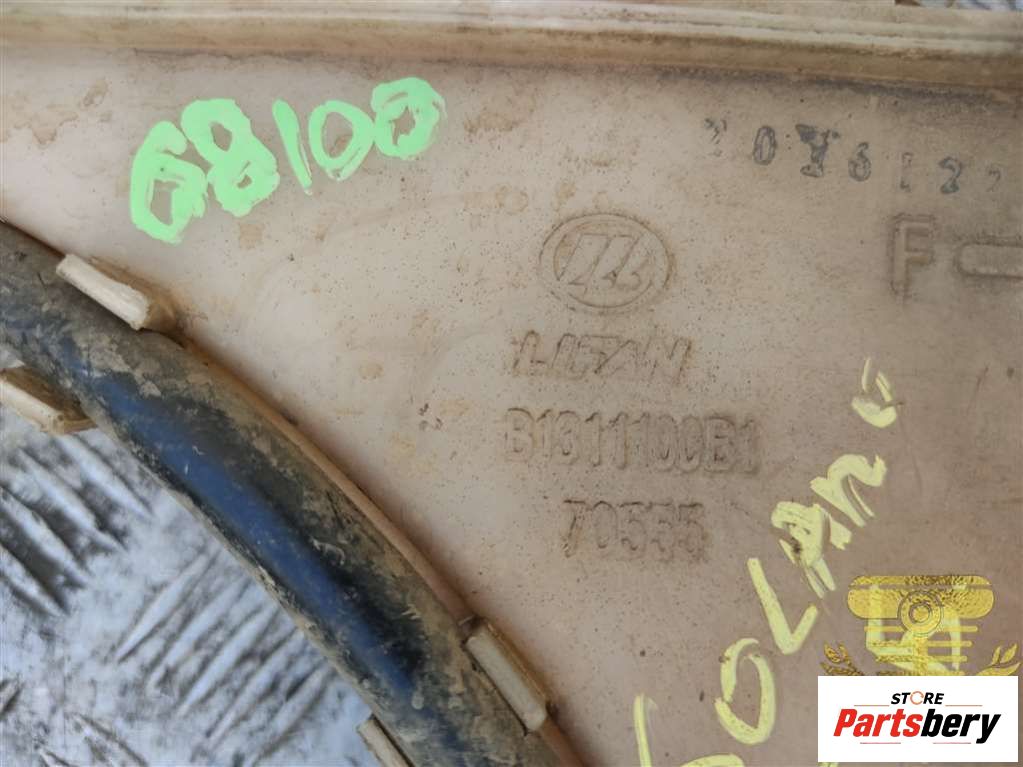 68100
F
LIFAN
B1311100B1
70555
SOLANO
STORE
Partsbery